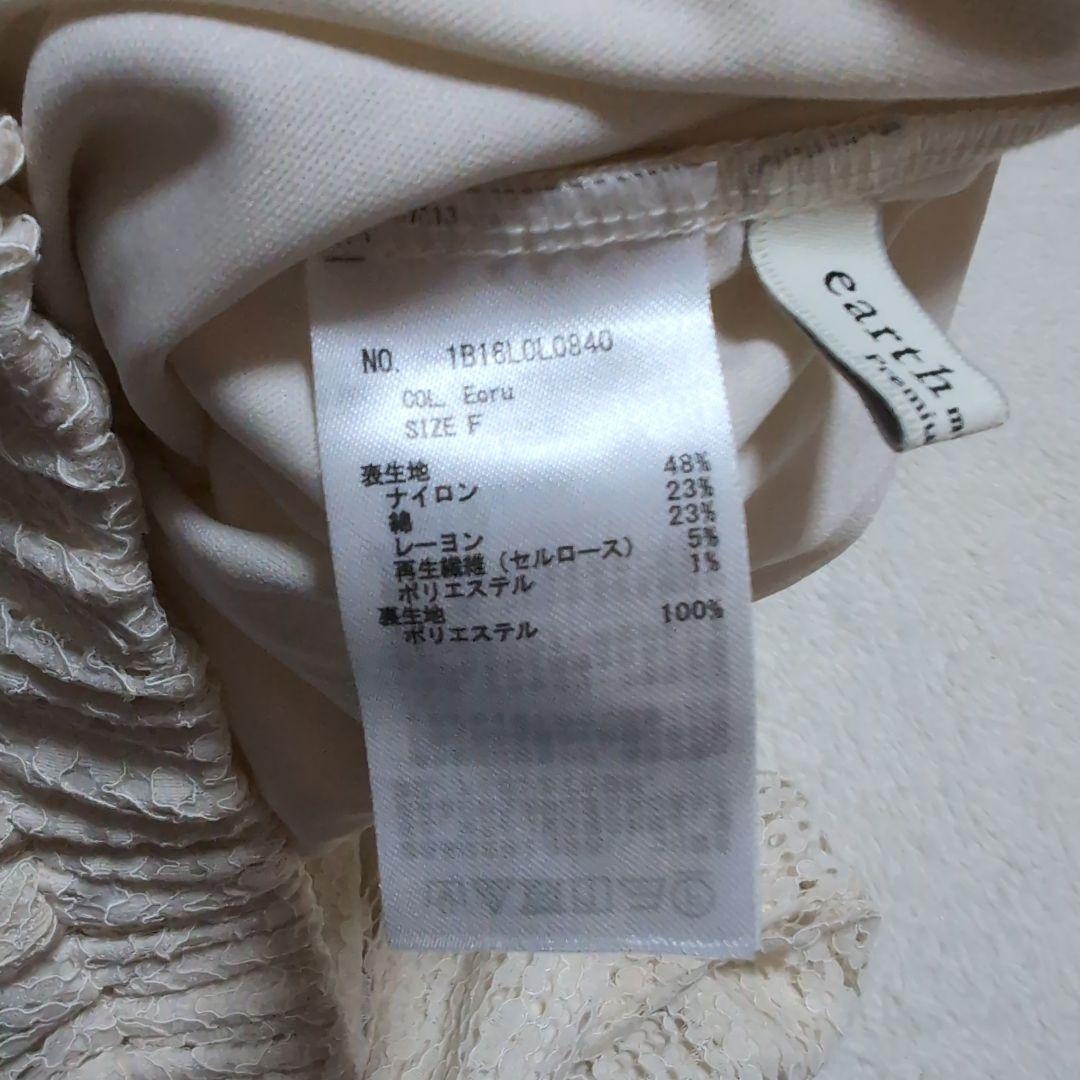 NO. 1B16L0L0840
COL. Ecru
SIZE F
表生地
ナイロン 48%
綿 23%
レーヨン 23%
再生繊維 (セルロース) 5%
ポリエステル 1%
裏生地
ポリエステル 100%
earth m
Premiu